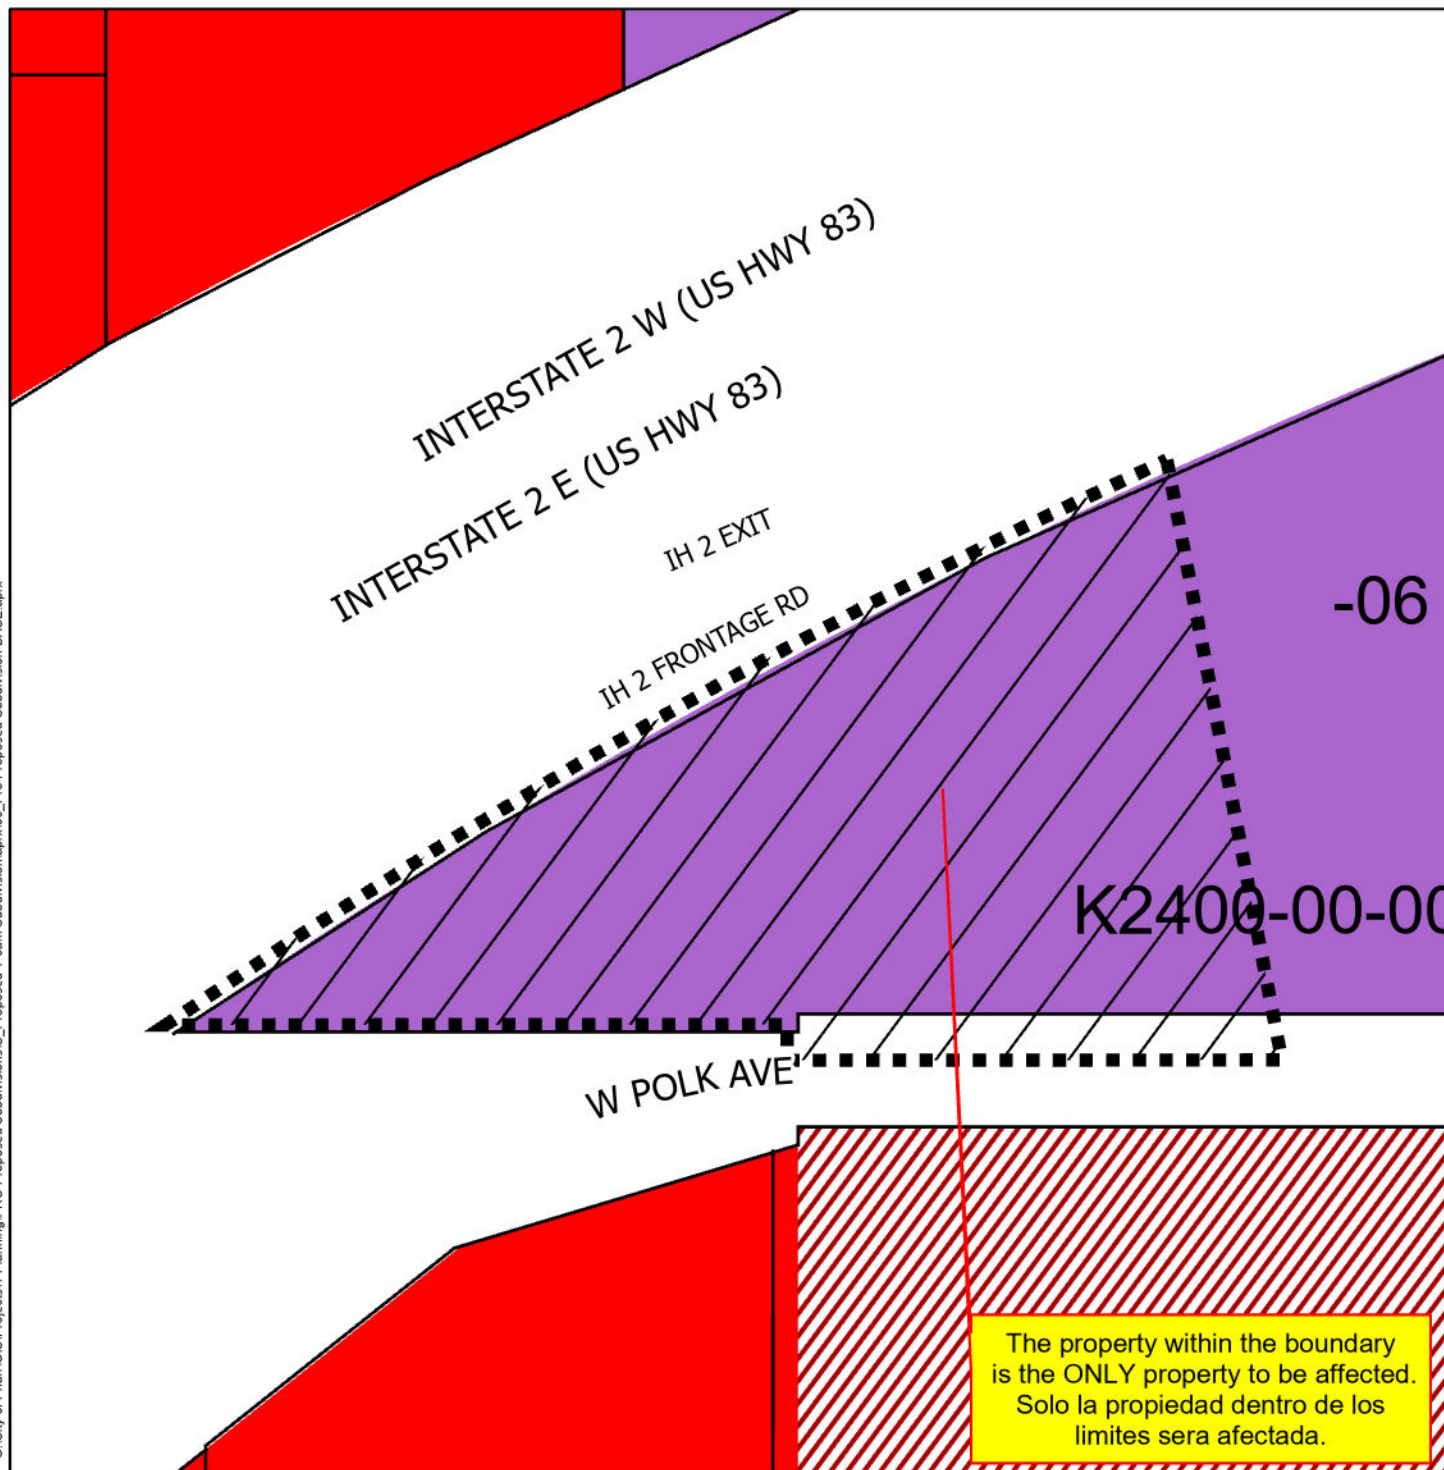 INTERSTATE 2 W (US HWY 83)
INTERSTATE 2 E (US HWY 83)
IH 2 EXIT
IH 2 FRONTAGE RD
-06
K2400-00-00
W POLK AVE
The property within the boundary
is the ONLY property to be affected.
Solo la propiedad dentro de los
limites sera afectada.